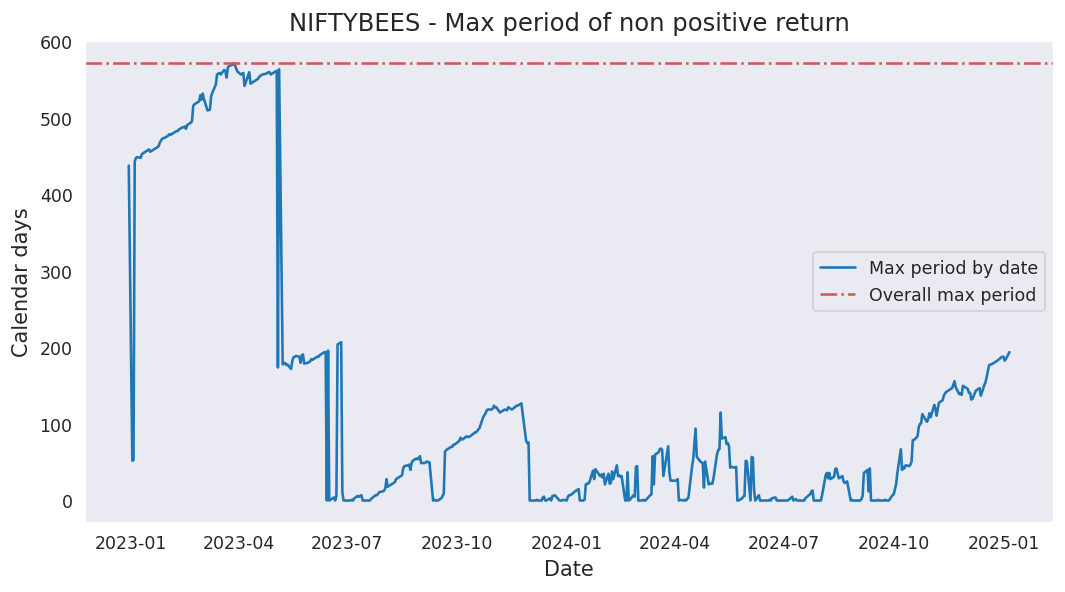 NIFTYBEES - Max period of non positive return
600
500
400
300
200
100
0
Calendar days
Max period by date
Overall max period
2023-01 2023-04 2023-07 2023-10 2024-01 2024-04 2024-07 2024-10 2025-01
Date